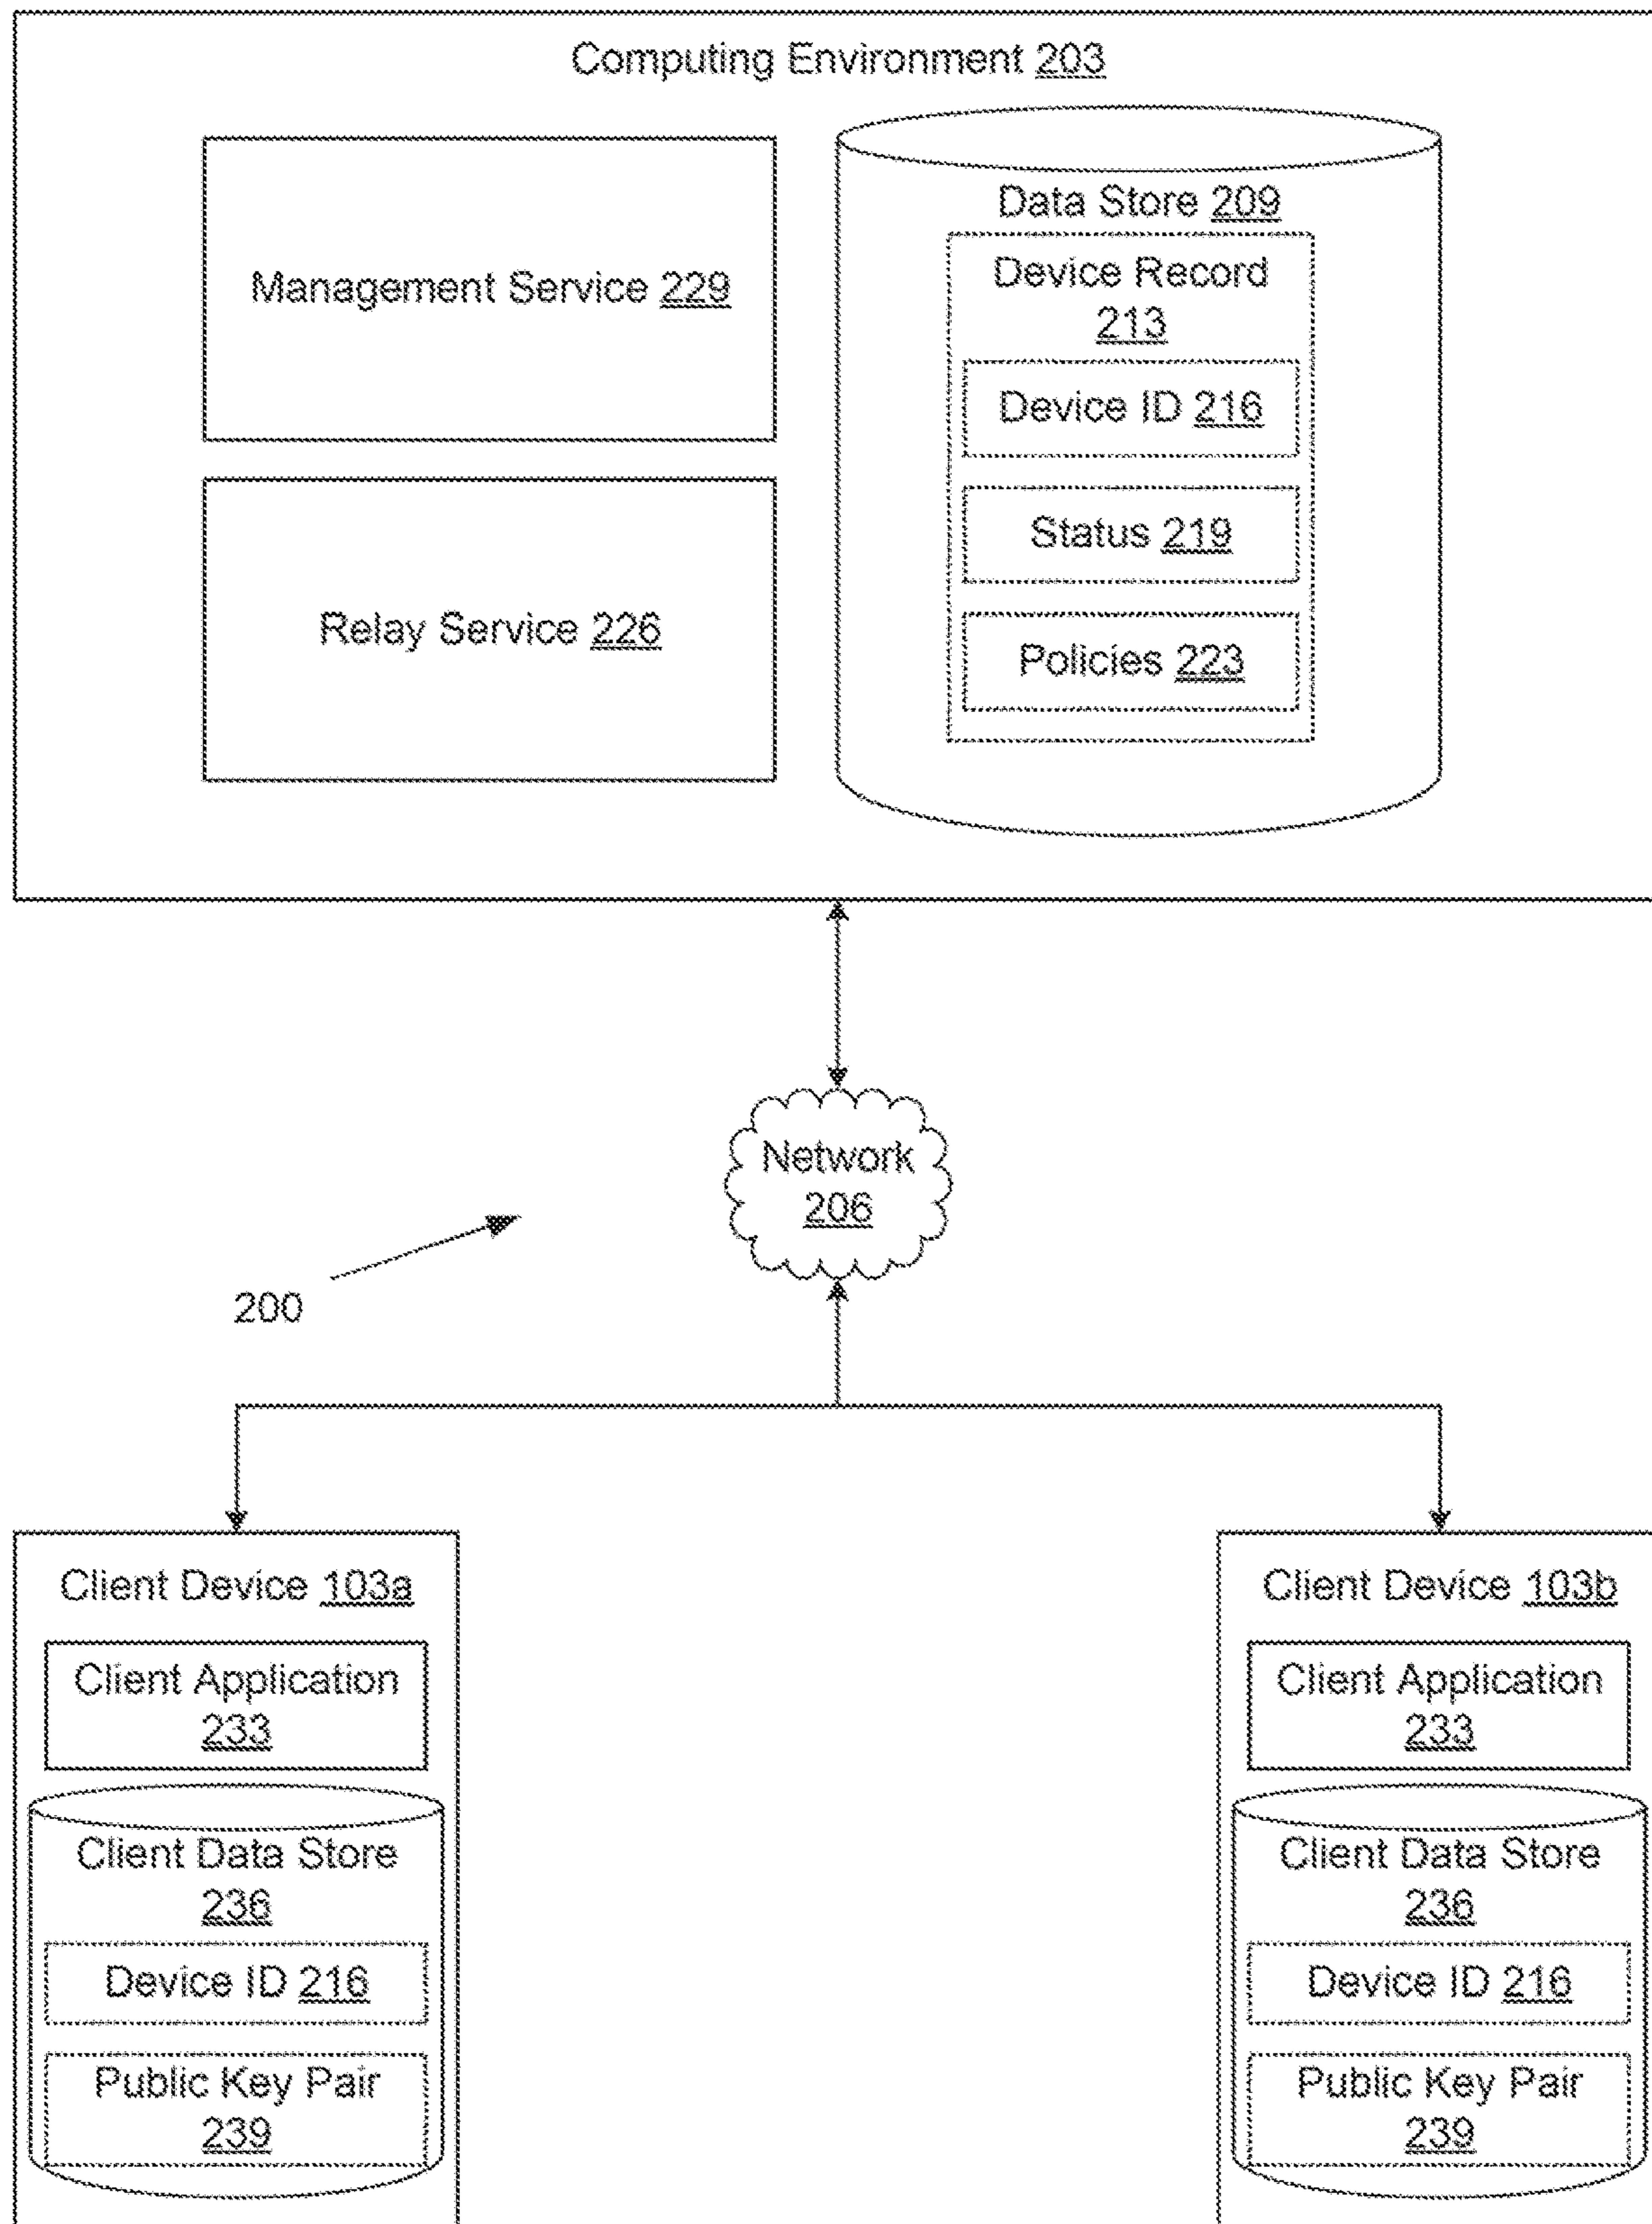 Computing Environment 203
Management Service 229
Relay Service 226
Data Store 209
Device Record
213
Device ID 216
Status 219
Policies 223
Network
206
200
Client Device 103a
Client Application
233
Client Data Store
236
Device ID 216
Public Key Pair
239
Client Device 103b
Client Application
233
Client Data Store
236
Device ID 216
Public Key Pair
239